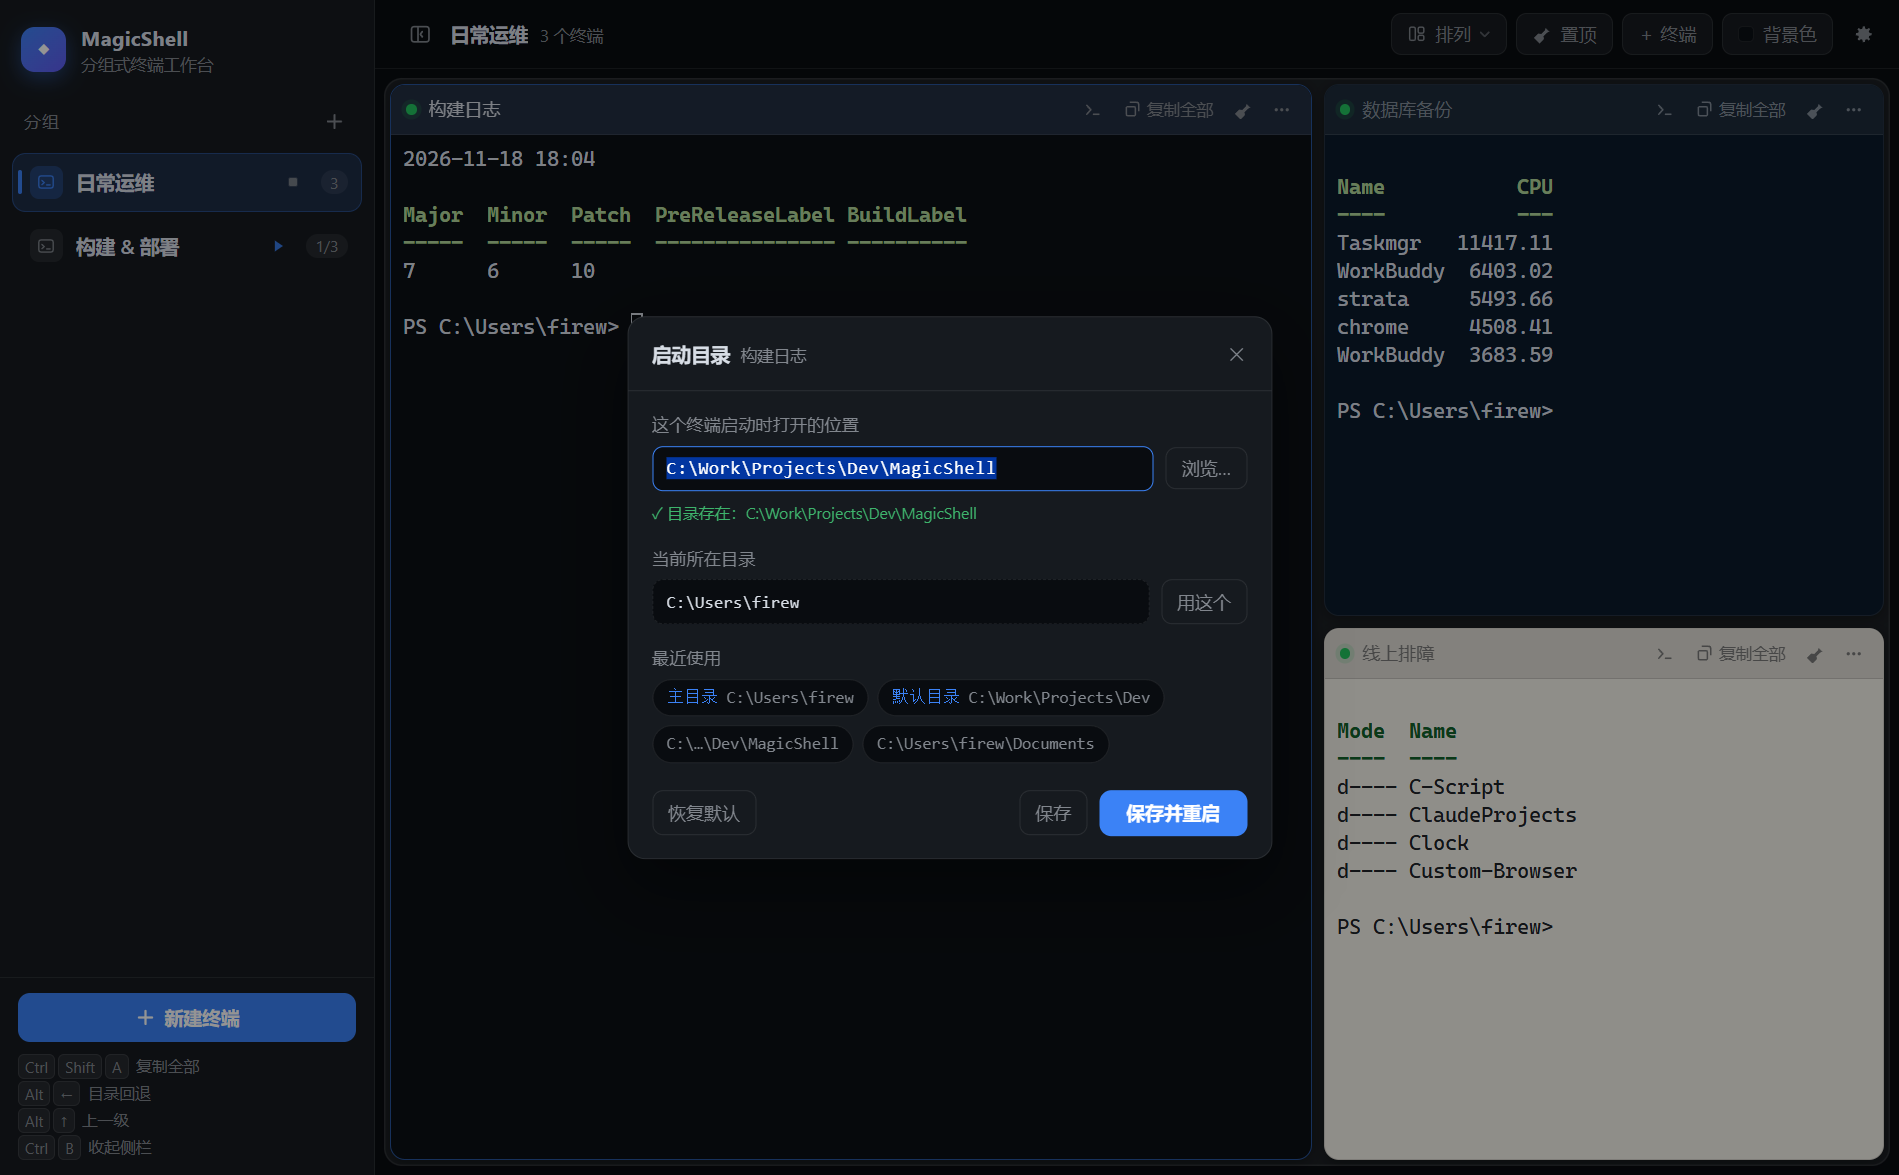 MagicShell
分组式终端工作台
分组
日常运维 3
构建 & 部署 1/3
新建终端
Ctrl Shift A 复制全部
Alt ← 目录回退
Alt ↑ 上一级
Ctrl B 收起侧栏
日常运维 3 个终端
排列 置顶 + 终端 背景色
构建日志 复制全部
2026-11-18 18:04
Major Minor Patch PreReleaseLabel BuildLabel
----- ----- ----- --------------- ----------
7 6 10
PS C:\Users\firew>
数据库备份 复制全部
Name CPU
---- ---
Taskmgr 11417.11
WorkBuddy 6403.02
strata 5493.66
chrome 4508.41
WorkBuddy 3683.59
PS C:\Users\firew>
线上排障 复制全部
Mode Name
---- ----
d---- C-Script
d---- ClaudeProjects
d---- Clock
d---- Custom-Browser
PS C:\Users\firew>
启动目录 构建日志
这个终端启动时打开的位置
C:\Work\Projects\Dev\MagicShell 浏览...
✓ 目录存在: C:\Work\Projects\Dev\MagicShell
当前所在目录
C:\Users\firew 用这个
最近使用
主目录 C:\Users\firew 默认目录 C:\Work\Projects\Dev
C:\…\Dev\MagicShell C:\Users\firew\Documents
恢复默认 保存 保存并重启